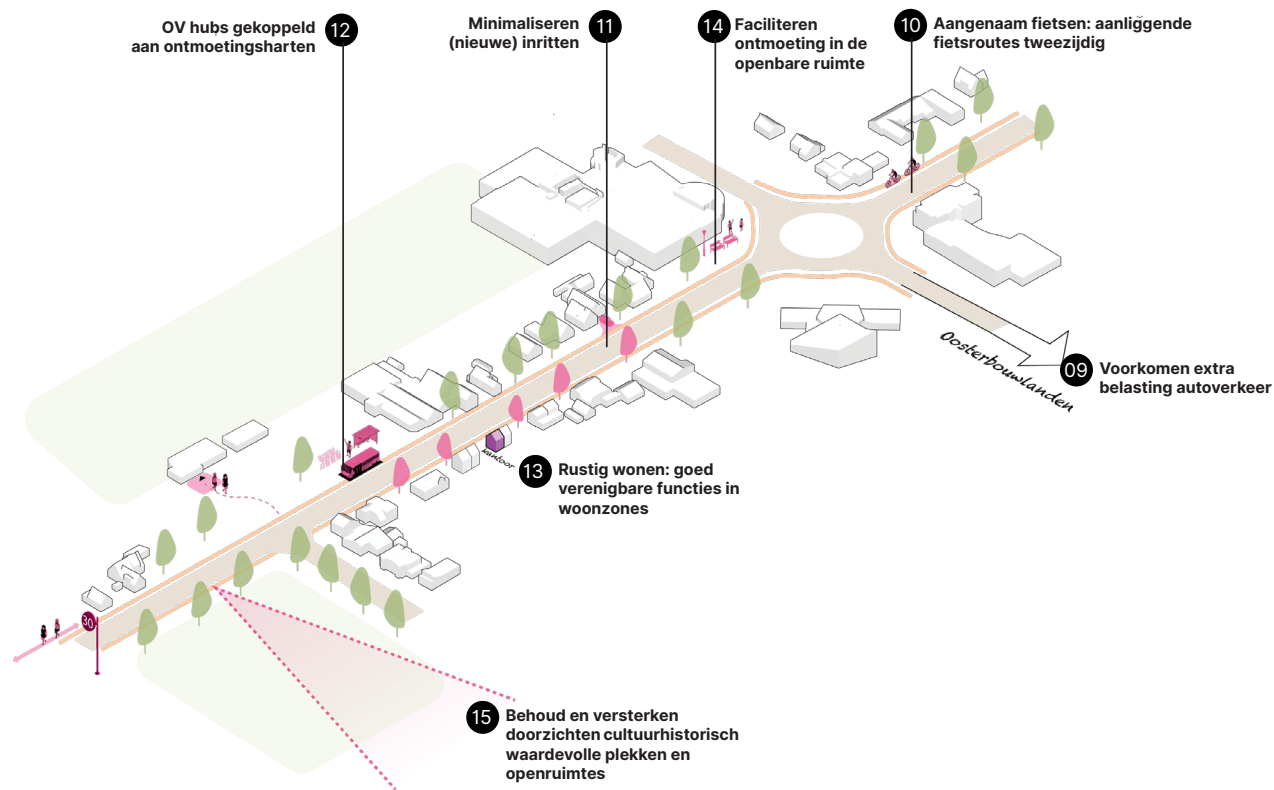 12
OV hubs gekoppeld
aan ontmoetingsharten
Minimaliseren
(nieuwe) inritten
11
14
Faciliteren
ontmoeting in de
openbare ruimte
10
Aangenaam fietsen: aanliggende
fietsroutes tweezijdig
Oosterbouwlanden
09
Voorkomen extra
belasting autoverkeer
kantoor
13
Rustig wonen: goed
verenigbare functies in
woonzones
30
15
Behoud en versterken
doorzichten cultuurhistorisch
waardevolle plekken en
openruimtes